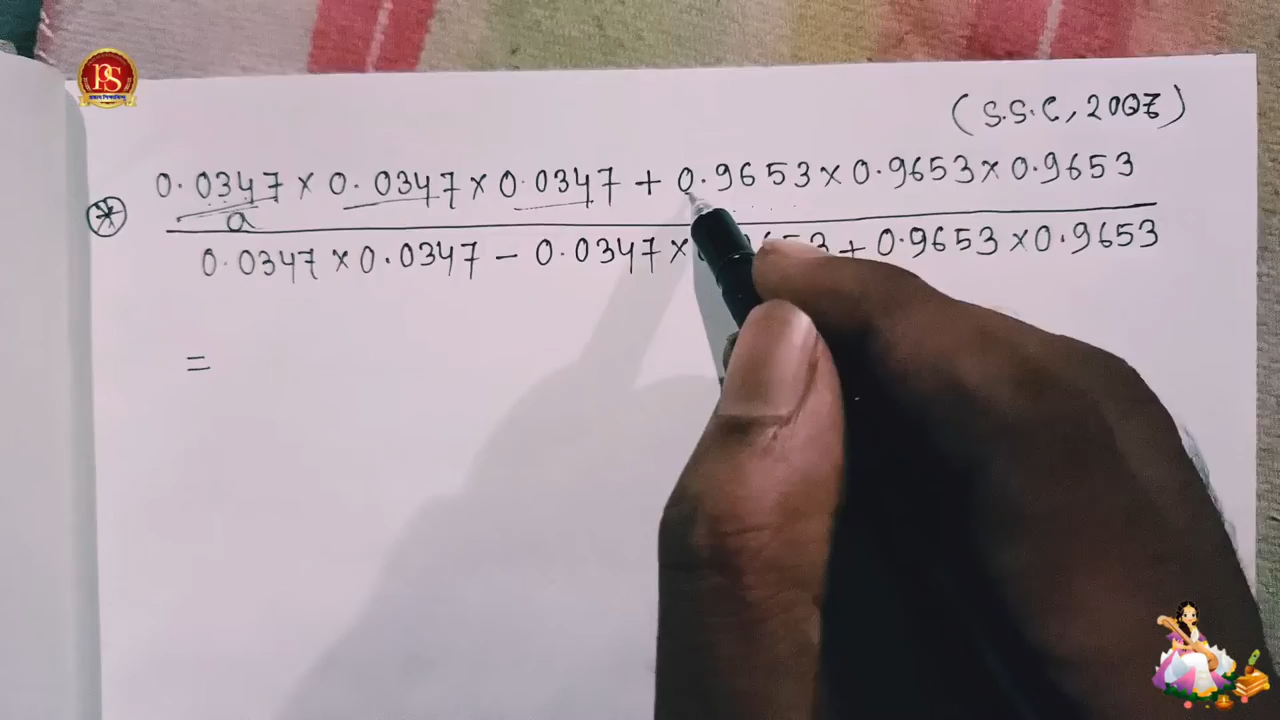 PS
(S.S.C, 2007)
0.0347 × 0.0347 × 0.0347 + 0.9653 × 0.9653 × 0.9653
a
0.0347 × 0.0347 − 0.0347 × + 0.9653 × 0.9653
=